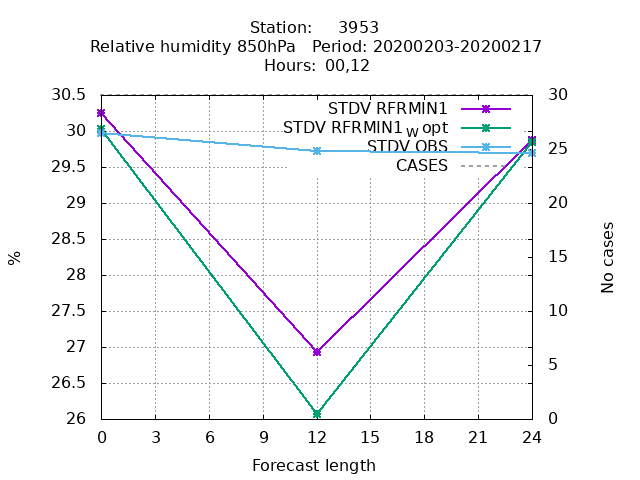 Station: 3953
Relative humidity 850hPa Period: 20200203-20200217
Hours: 00,12
30.5
30
29.5
29
28.5
28
27.5
27
26.5
26
%
STDV RFRMIN1
STDV RFRMIN1wopt
STDV OBS
CASES
30
25
20
15
10
5
0
No cases
0 3 6 9 12 15 18 21 24
Forecast length